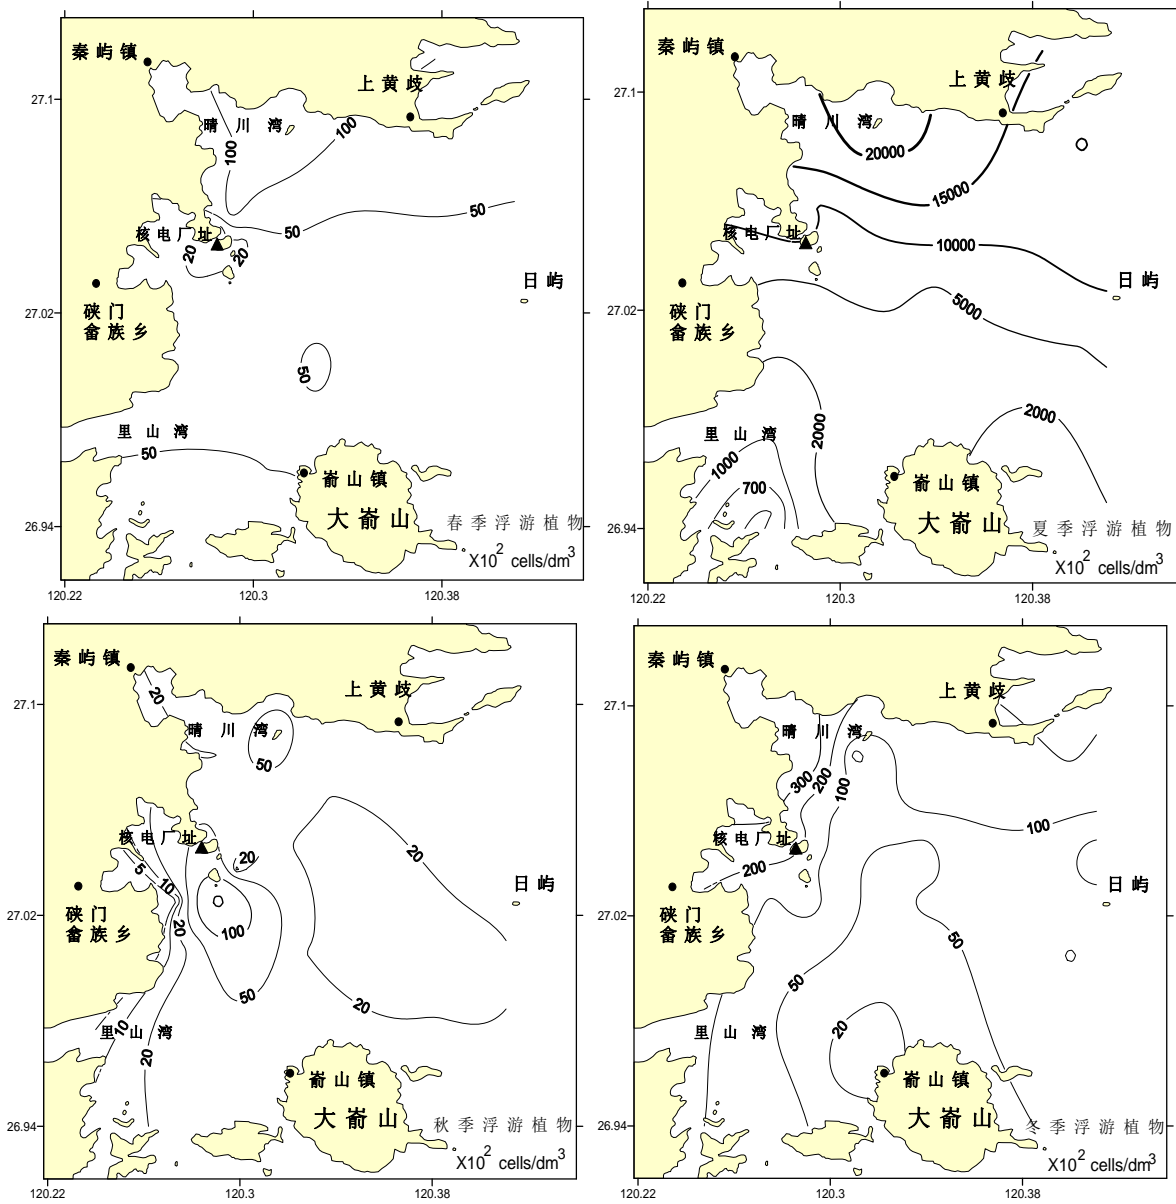 秦屿镇
上黄歧
27.1
晴川湾
100
100
50
50
核电厂址
20
20
日屿
27.02
硖门
畲族乡
50
里山湾
50
嵛山镇
大嵛山
春季浮游植物
26.94
X10² cells/dm³
120.22
120.3
120.38
秦屿镇
上黄歧
27.1
晴川湾
20000
15000
核电厂址
10000
日屿
27.02
硖门
畲族乡
5000
2000
2000
里山湾
1000
700
嵛山镇
大嵛山
夏季浮游植物
26.94
X10² cells/dm³
120.22
120.3
120.38
秦屿镇
20
上黄歧
27.1
晴川湾
50
核电厂址
20
20
5
10
日屿
27.02
硖门
畲族乡
20
100
50
20
10
里山湾
20
嵛山镇
大嵛山
秋季浮游植物
26.94
X10² cells/dm³
120.22
120.3
120.38
秦屿镇
上黄歧
27.1
晴川湾
300
200
100
100
核电厂址
200
日屿
27.02
硖门
畲族乡
50
50
里山湾
20
嵛山镇
大嵛山
冬季浮游植物
26.94
X10² cells/dm³
120.22
120.3
120.38